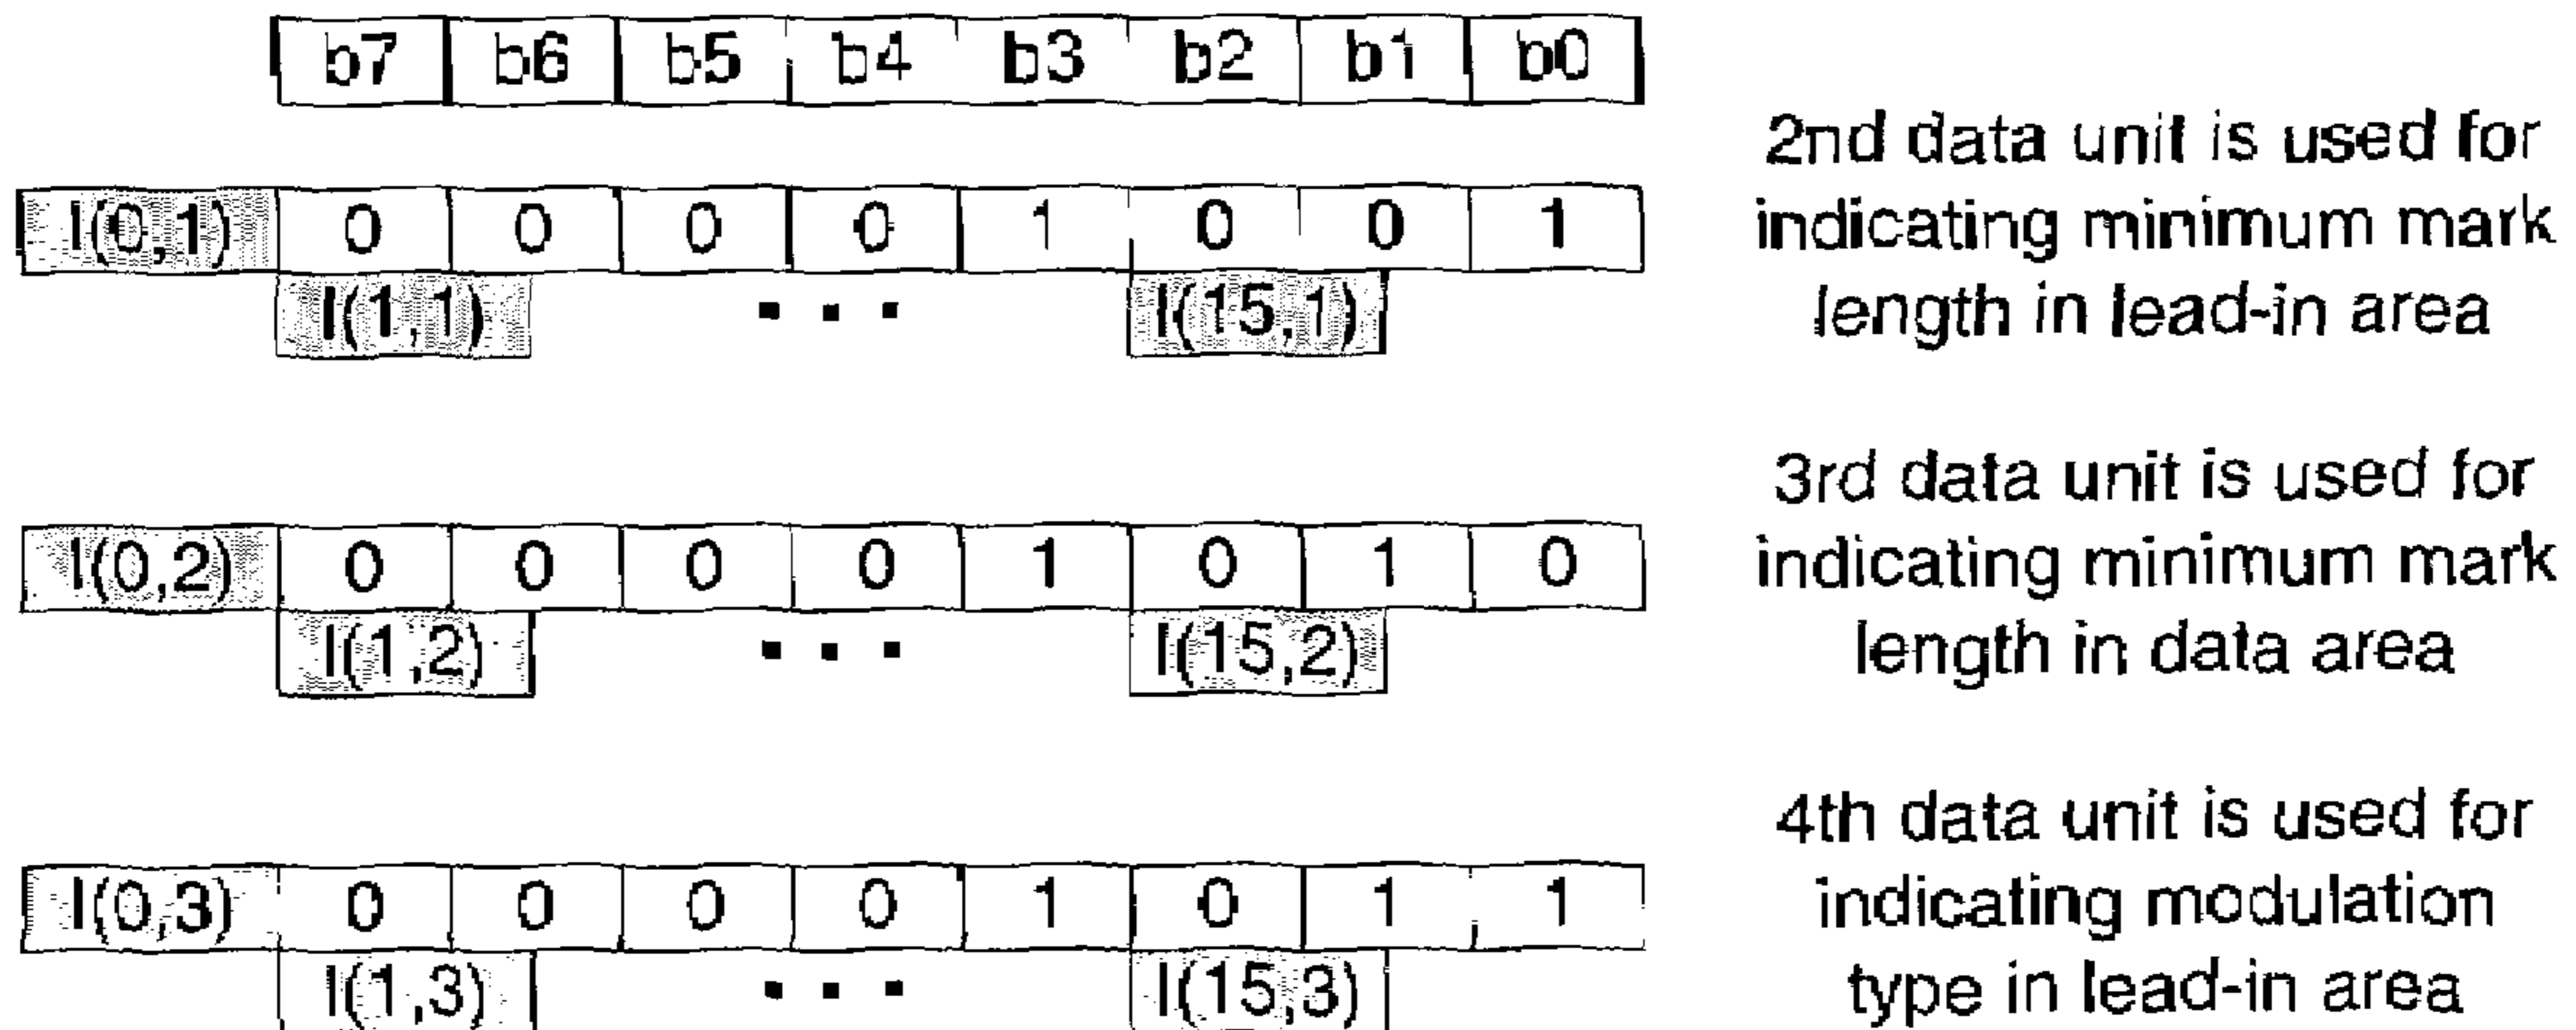 b7 b6 b5 b4 b3 b2 b1 b0
2nd data unit is used for
indicating minimum mark
length in lead-in area
I(0,1) 0 0 0 0 1 0 0 1
I(1,1) ... I(15,1)
3rd data unit is used for
indicating minimum mark
length in data area
I(0,2) 0 0 0 0 1 0 1 0
I(1,2) ... I(15,2)
4th data unit is used for
indicating modulation
type in lead-in area
I(0,3) 0 0 0 0 1 0 1 1
I(1,3) ... I(15,3)